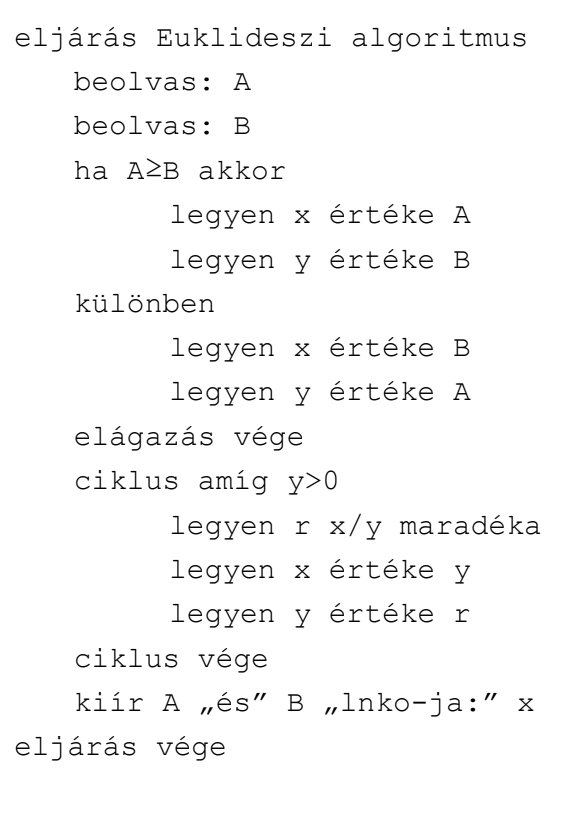 eljárás Euklideszi algoritmus
beolvas: A
beolvas: B
ha A≥B akkor
legyen x értéke A
legyen y értéke B
különben
legyen x értéke B
legyen y értéke A
elágazás vége
ciklus amíg y>0
legyen r x/y maradéka
legyen x értéke y
legyen y értéke r
ciklus vége
kiír A „és” B „lnko-ja:” x
eljárás vége